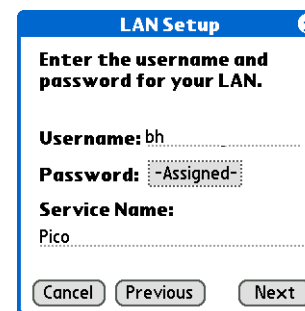 LAN Setup
Enter the username and
password for your LAN.
Username: bh
Password: -Assigned-
Service Name:
Pico
Cancel Previous Next